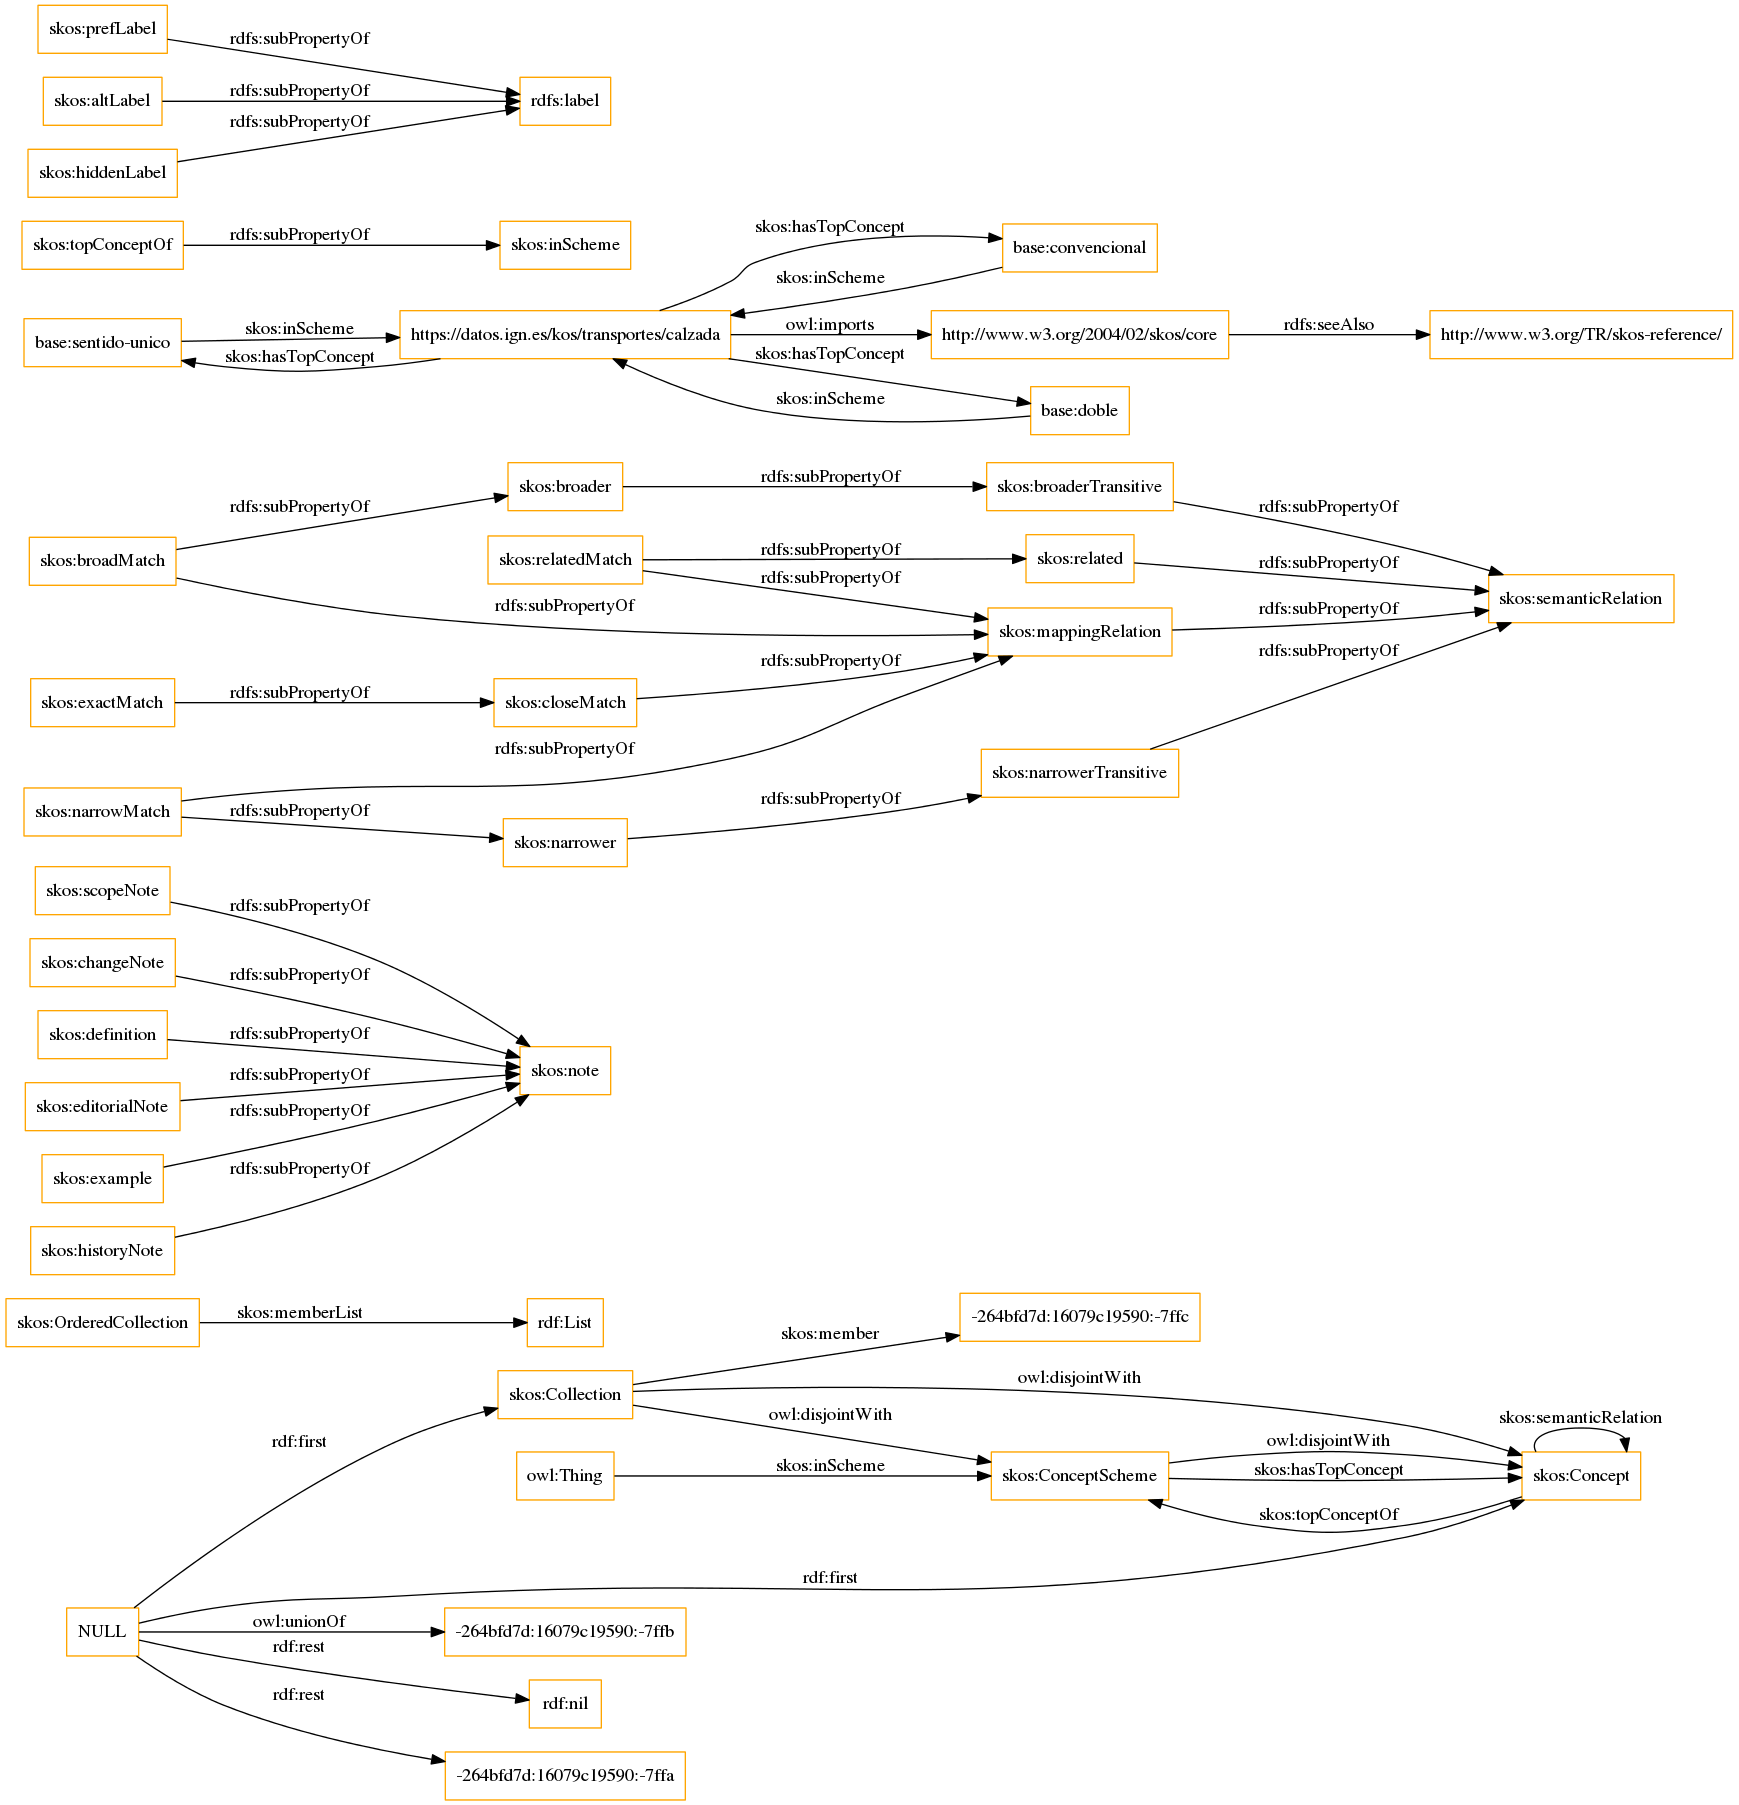 skos:prefLabel
rdfs:subPropertyOf
skos:altLabel
rdfs:subPropertyOf
rdfs:label
skos:hiddenLabel
rdfs:subPropertyOf
skos:topConceptOf
rdfs:subPropertyOf
skos:inScheme
skos:hasTopConcept
base:convencional
skos:inScheme
base:sentido-unico
skos:inScheme
skos:hasTopConcept
https://datos.ign.es/kos/transportes/calzada
owl:imports
http://www.w3.org/2004/02/skos/core
rdfs:seeAlso
http://www.w3.org/TR/skos-reference/
skos:hasTopConcept
skos:inScheme
base:doble
skos:broadMatch
rdfs:subPropertyOf
skos:broader
rdfs:subPropertyOf
skos:broaderTransitive
rdfs:subPropertyOf
skos:relatedMatch
rdfs:subPropertyOf
skos:related
rdfs:subPropertyOf
rdfs:subPropertyOf
rdfs:subPropertyOf
skos:mappingRelation
rdfs:subPropertyOf
skos:semanticRelation
skos:exactMatch
rdfs:subPropertyOf
skos:closeMatch
rdfs:subPropertyOf
rdfs:subPropertyOf
rdfs:subPropertyOf
skos:narrowMatch
rdfs:subPropertyOf
skos:narrower
rdfs:subPropertyOf
skos:narrowerTransitive
skos:scopeNote
rdfs:subPropertyOf
skos:changeNote
rdfs:subPropertyOf
skos:definition
rdfs:subPropertyOf
skos:note
skos:editorialNote
rdfs:subPropertyOf
skos:example
rdfs:subPropertyOf
skos:historyNote
rdfs:subPropertyOf
skos:OrderedCollection
skos:memberList
rdf:List
skos:member
-264bfd7d:16079c19590:-7ffc
skos:Collection
owl:disjointWith
owl:disjointWith
rdf:first
owl:Thing
skos:inScheme
skos:ConceptScheme
owl:disjointWith
skos:hasTopConcept
skos:topConceptOf
skos:semanticRelation
skos:Concept
rdf:first
NULL
owl:unionOf
-264bfd7d:16079c19590:-7ffb
rdf:rest
rdf:nil
rdf:rest
-264bfd7d:16079c19590:-7ffa